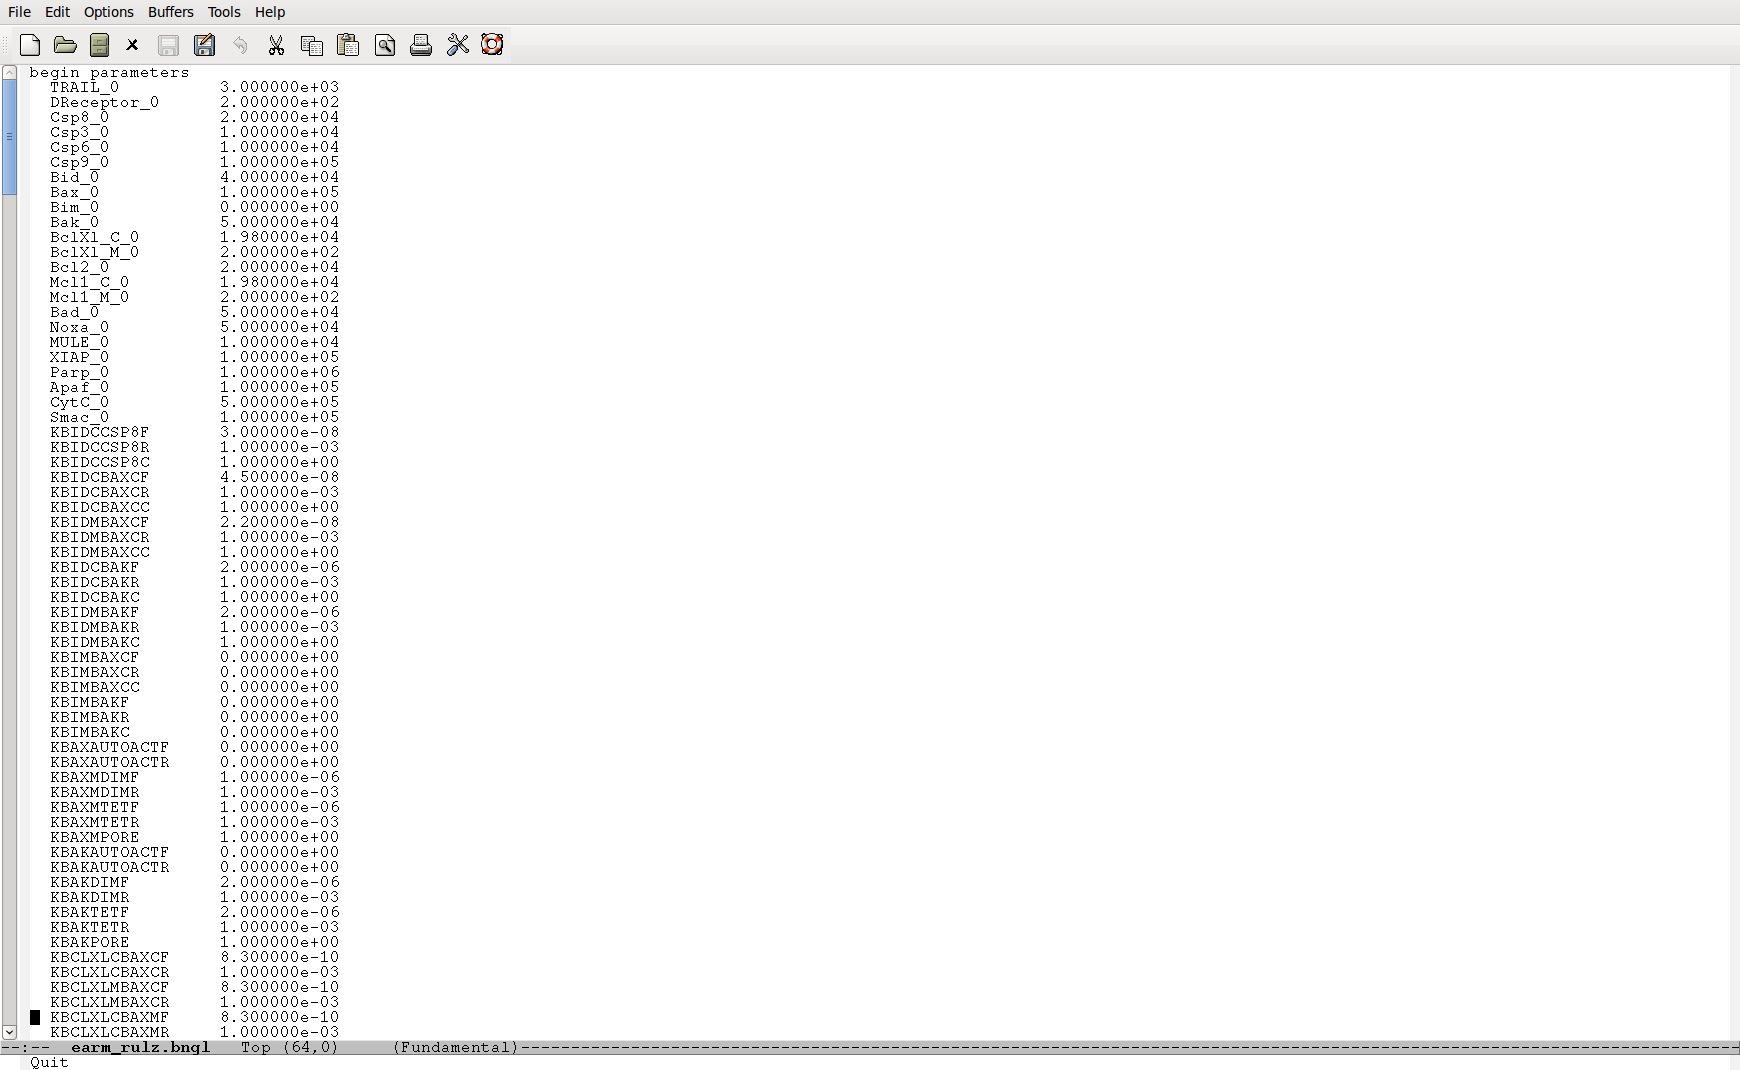 File Edit Options Buffers Tools Help
begin parameters
TRAIL_0 3.000000e+03
DReceptor_0 2.000000e+02
Csp8_0 2.000000e+04
Csp3_0 1.000000e+04
Csp6_0 1.000000e+04
Csp9_0 1.000000e+05
Bid_0 4.000000e+04
Bax_0 1.000000e+05
Bim_0 0.000000e+00
Bak_0 5.000000e+04
BclXl_C_0 1.980000e+04
BclXl_M_0 2.000000e+02
Bcl2_0 2.000000e+04
Mcl1_C_0 1.980000e+04
Mcl1_M_0 2.000000e+02
Bad_0 5.000000e+04
Noxa_0 5.000000e+04
MULE_0 1.000000e+04
XIAP_0 1.000000e+05
Parp_0 1.000000e+06
Apaf_0 1.000000e+05
CytC_0 5.000000e+05
Smac_0 1.000000e+05
KBIDCCSP8F 3.000000e-08
KBIDCCSP8R 1.000000e-03
KBIDCCSP8C 1.000000e+00
KBIDCBAXCF 4.500000e-08
KBIDCBAXCR 1.000000e-03
KBIDCBAXCC 1.000000e+00
KBIDMBAXCF 2.200000e-08
KBIDMBAXCR 1.000000e-03
KBIDMBAXCC 1.000000e+00
KBIDCBAKF 2.000000e-06
KBIDCBAKR 1.000000e-03
KBIDCBAKC 1.000000e+00
KBIDMBAKF 2.000000e-06
KBIDMBAKR 1.000000e-03
KBIDMBAKC 1.000000e+00
KBIMBAXCF 0.000000e+00
KBIMBAXCR 0.000000e+00
KBIMBAXCC 0.000000e+00
KBIMBAKF 0.000000e+00
KBIMBAKR 0.000000e+00
KBIMBAKC 0.000000e+00
KBAXAUTOACTF 0.000000e+00
KBAXAUTOACTR 0.000000e+00
KBAXMDIMF 1.000000e-06
KBAXMDIMR 1.000000e-03
KBAXMTETF 1.000000e-06
KBAXMTETR 1.000000e-03
KBAXMPORE 1.000000e+00
KBAKAUTOACTF 0.000000e+00
KBAKAUTOACTR 0.000000e+00
KBAKDIMF 2.000000e-06
KBAKDIMR 1.000000e-03
KBAKTETF 2.000000e-06
KBAKTETR 1.000000e-03
KBAKPORE 1.000000e+00
KBCLXLCBAXCF 8.300000e-10
KBCLXLCBAXCR 1.000000e-03
KBCLXLMBAXCF 8.300000e-10
KBCLXLMBAXCR 1.000000e-03
KBCLXLCBAXMF 8.300000e-10
KBCLXLCBAXMR 1.000000e-03
--:-- earm_rulz.bngl Top (64,0) (Fundamental)--------------------------------------------------------------------------------------------------------------------------
Quit